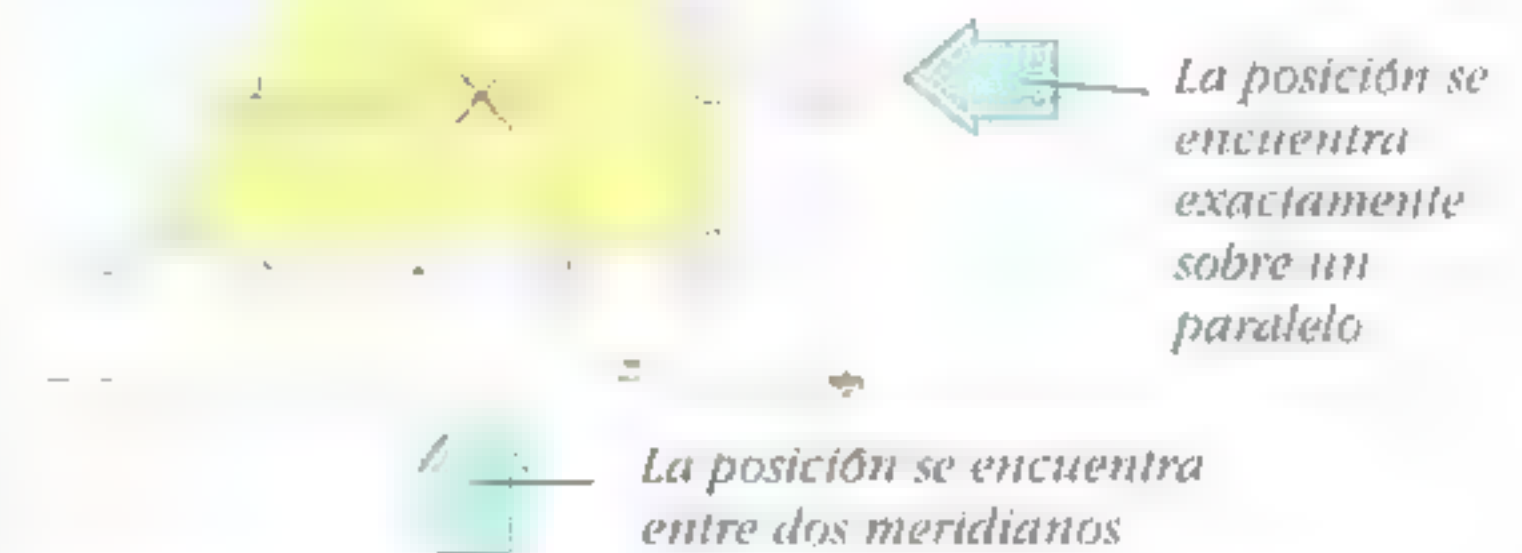 La posición se
encuentra
exactamente
sobre un
paralelo
La posición se encuentra
entre dos meridianos